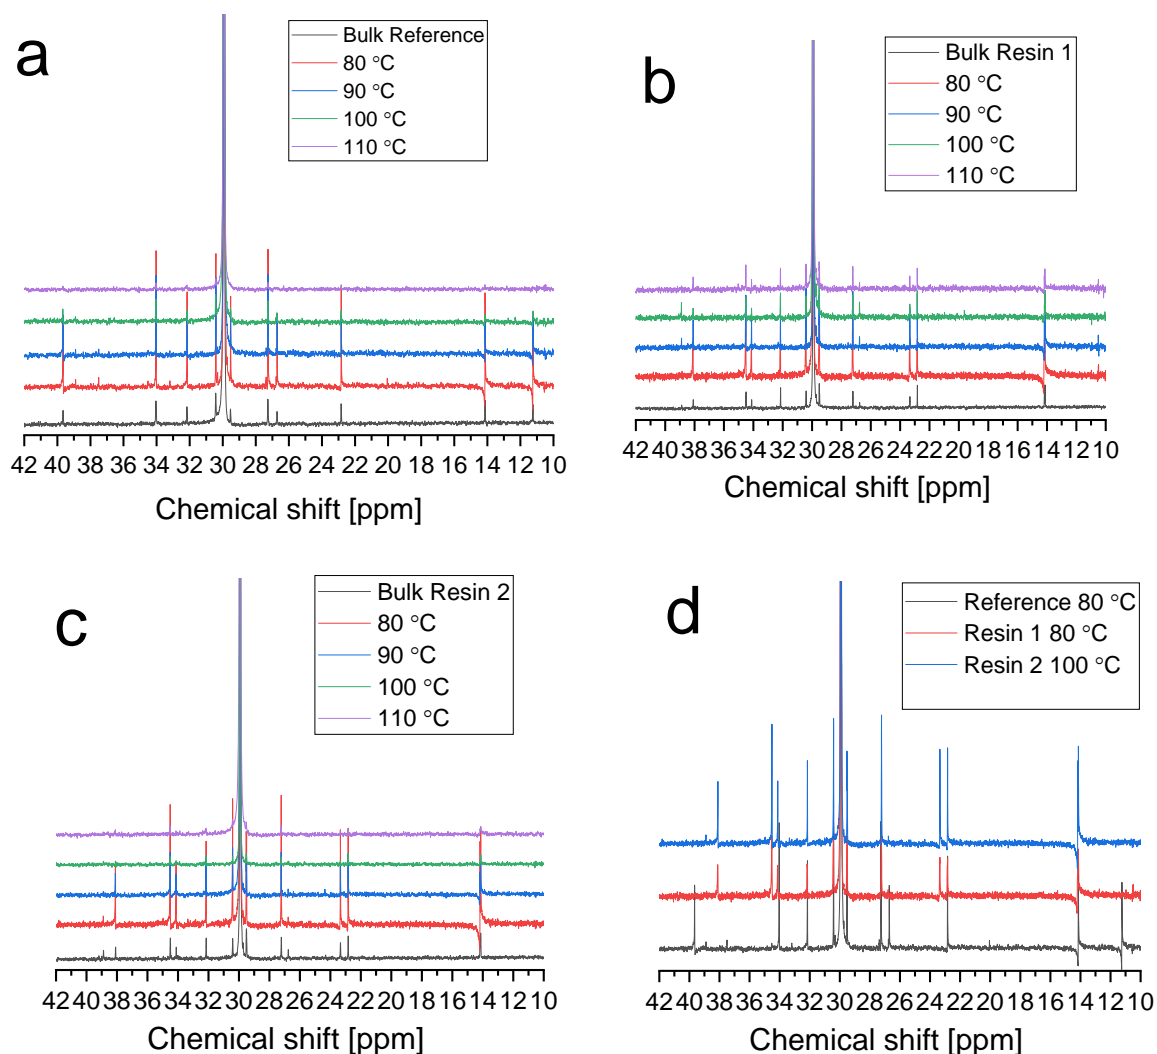 a
Bulk Reference
80 °C
90 °C
100 °C
110 °C
42 40 38 36 34 32 30 28 26 24 22 20 18 16 14 12 10
Chemical shift [ppm]
b
Bulk Resin 1
80 °C
90 °C
100 °C
110 °C
42 40 38 36 34 32 30 28 26 24 22 20 18 16 14 12 10
Chemical shift [ppm]
c
Bulk Resin 2
80 °C
90 °C
100 °C
110 °C
42 40 38 36 34 32 30 28 26 24 22 20 18 16 14 12 10
Chemical shift [ppm]
d
Reference 80 °C
Resin 1 80 °C
Resin 2 100 °C
42 40 38 36 34 32 30 28 26 24 22 20 18 16 14 12 10
Chemical shift [ppm]